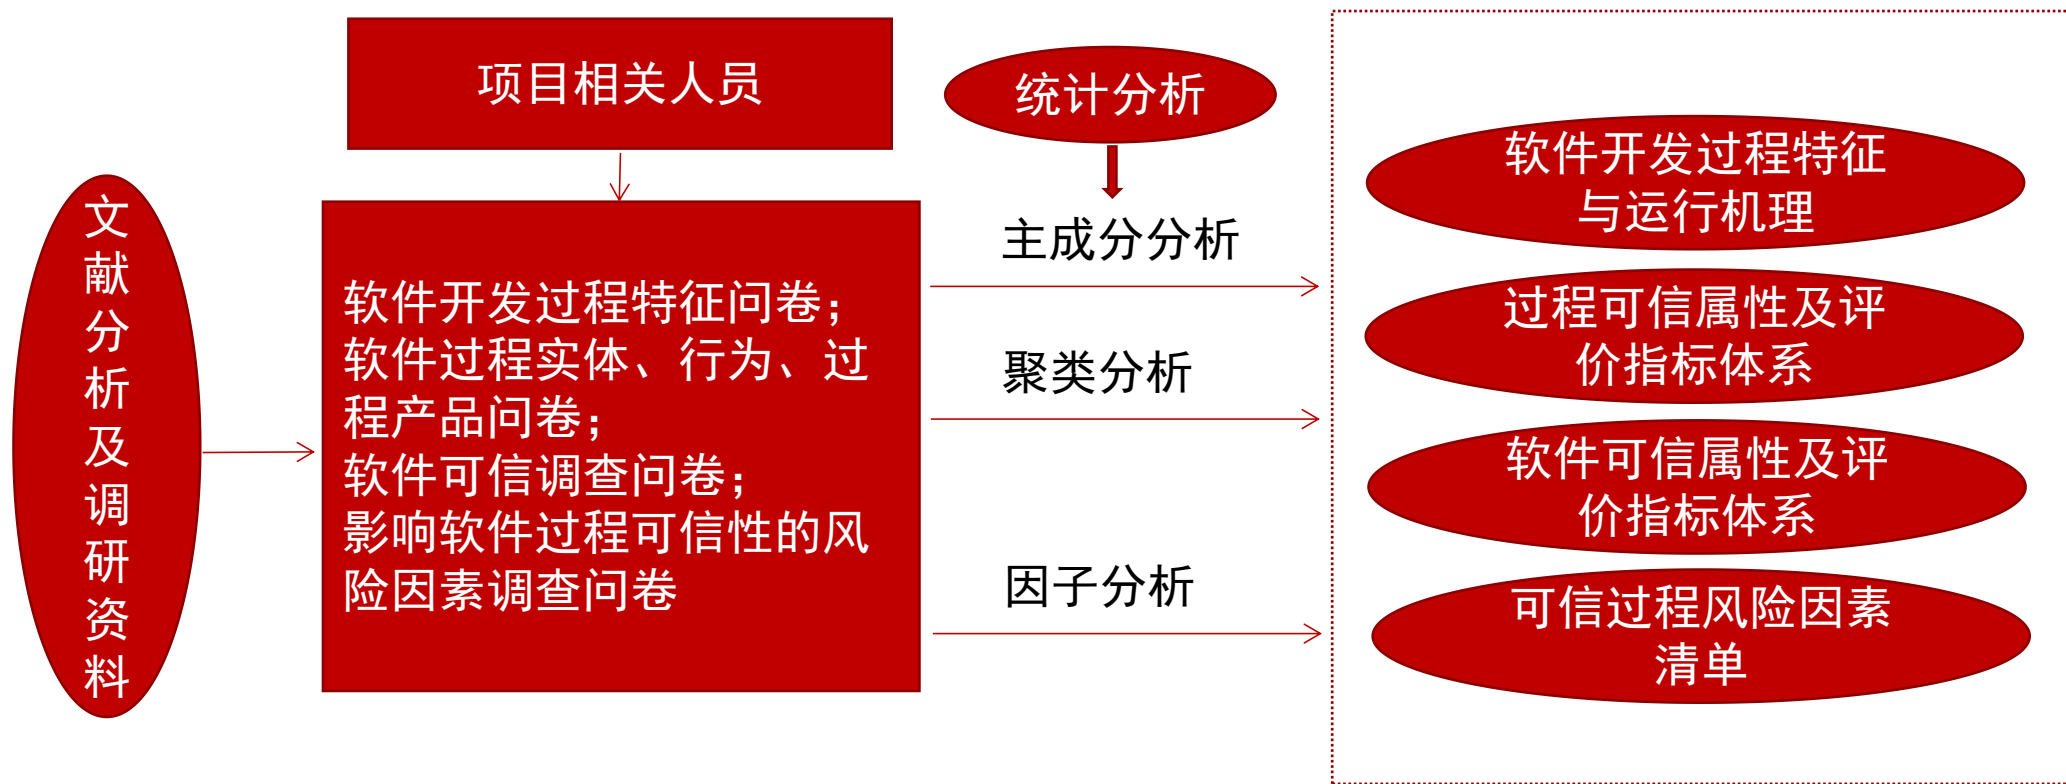 项目相关人员
统计分析
文献分析及调研资料
软件开发过程特征问卷；
软件过程实体、行为、过
程产品问卷；
软件可信调查问卷；
影响软件过程可信性的风
险因素调查问卷
主成分分析
聚类分析
因子分析
软件开发过程特征
与运行机理
过程可信属性及评
价指标体系
软件可信属性及评
价指标体系
可信过程风险因素
清单